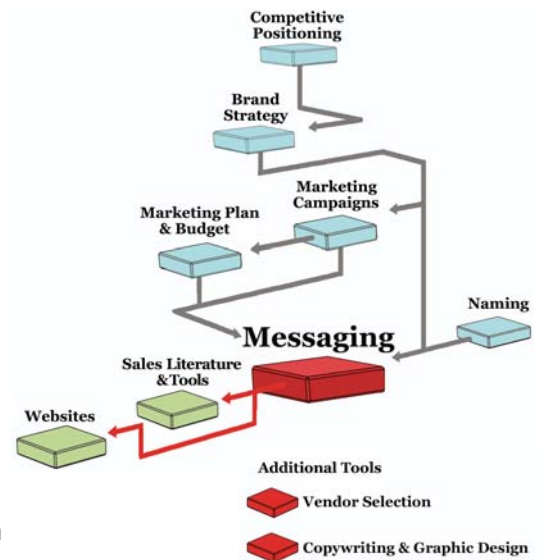 Competitive
Positioning
Brand
Strategy
Marketing
Campaigns
Marketing Plan
& Budget
Naming
Messaging
Sales Literature
&Tools
Websites
Additional Tools
Vendor Selection
Copywriting & Graphic Design